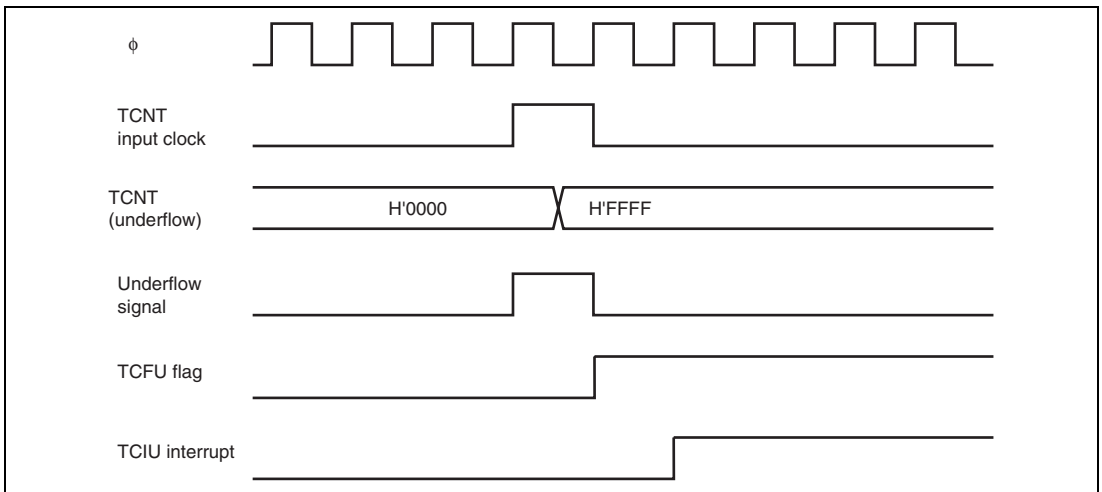 ϕ
TCNT
input clock
TCNT
(underflow)
H'0000
H'FFFF
Underflow
signal
TCFU flag
TCIU interrupt